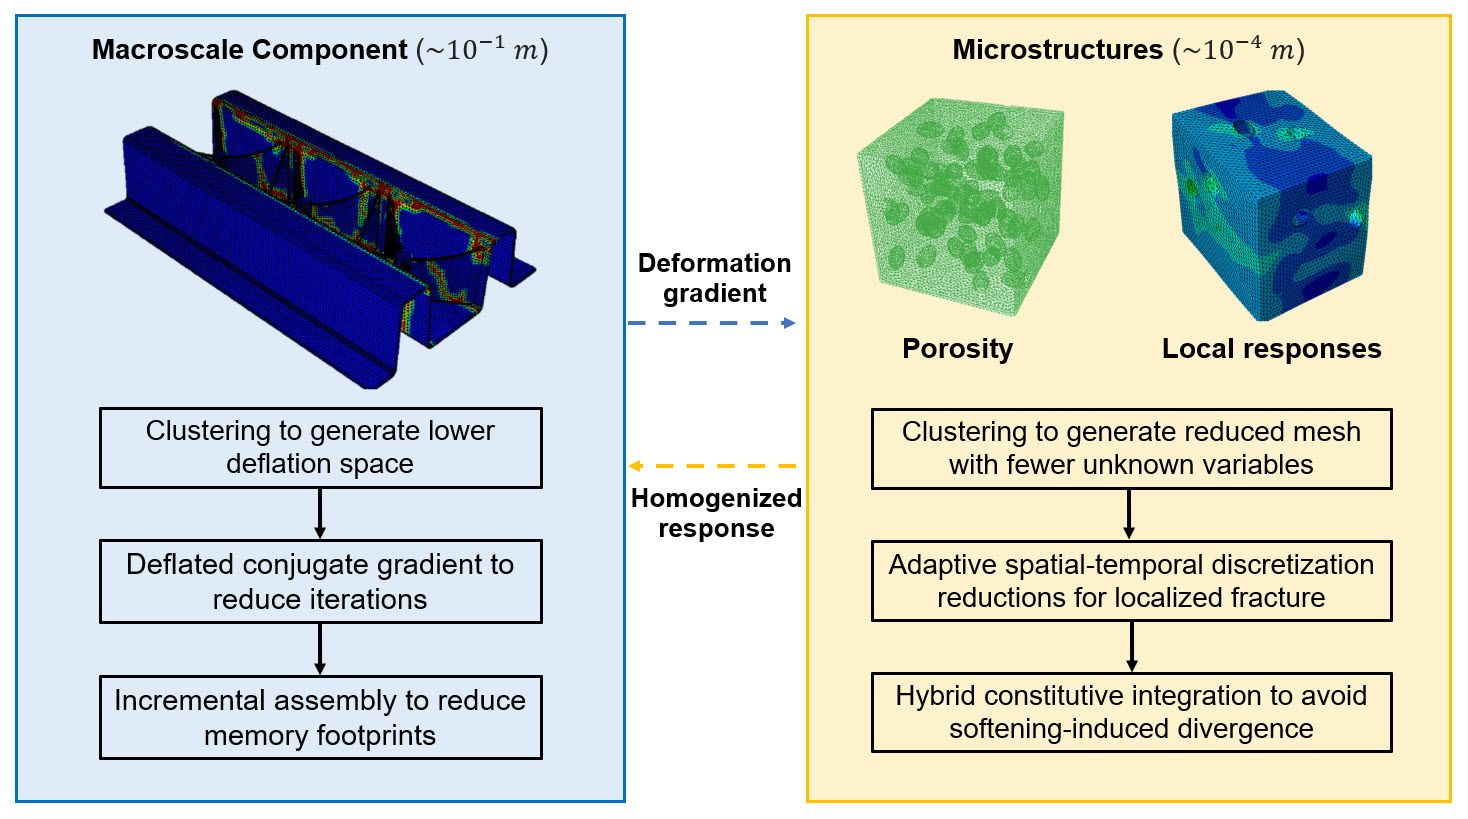 Macroscale Component (~10⁻¹ m)
Clustering to generate lower
deflation space
Deflated conjugate gradient to
reduce iterations
Incremental assembly to reduce
memory footprints
Deformation
gradient
Homogenized
response
Microstructures (~10⁻⁴ m)
Porosity
Local responses
Clustering to generate reduced mesh
with fewer unknown variables
Adaptive spatial-temporal discretization
reductions for localized fracture
Hybrid constitutive integration to avoid
softening-induced divergence